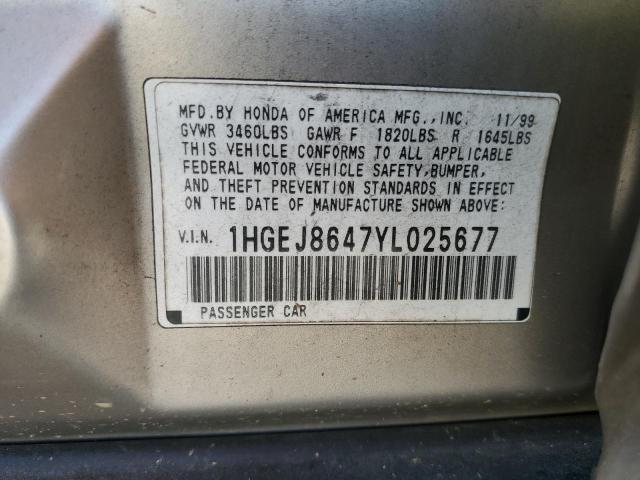 MFD.BY HONDA OF AMERICA MFG.,INC. 11/99
GVWR 3460LBS GAWR F 1820LBS R 1645LBS
THIS VEHICLE CONFORMS TO ALL APPLICABLE
FEDERAL MOTOR VEHICLE SAFETY,BUMPER,
AND THEFT PREVENTION STANDARDS IN EFFECT
ON THE DATE OF MANUFACTURE SHOWN ABOVE:
V.I.N. 1HGEJ8647YL025677
PASSENGER CAR